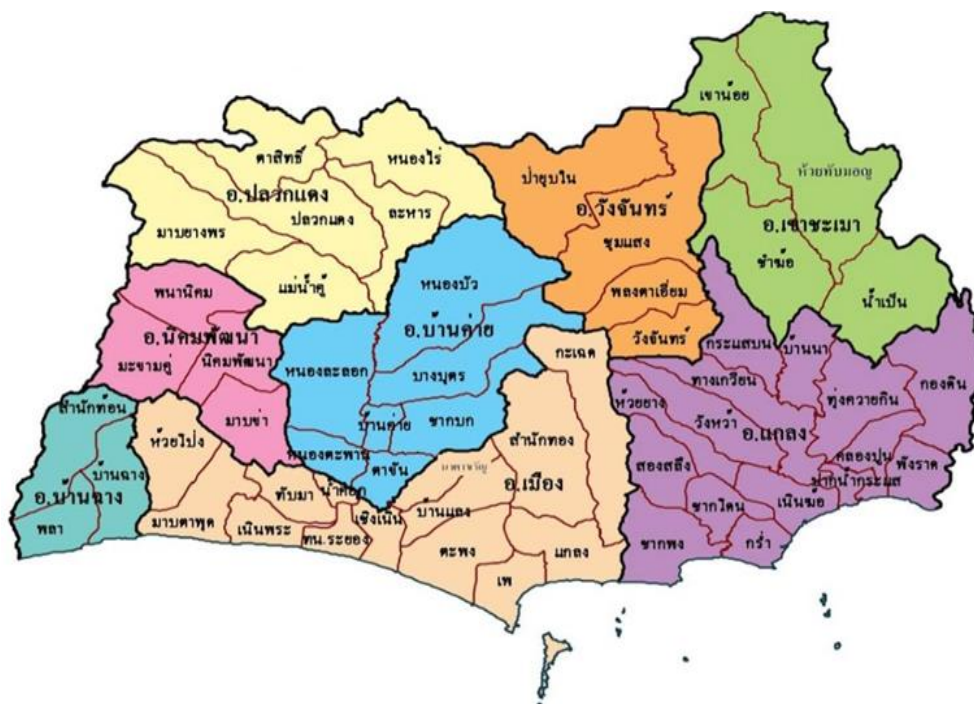 เขาน้อย
ห้วยทับมอญ
อ.เขาชะเมา
ชำฆ้อ
น้ำเป็น
ป่ายุบใน
อ.วังจันทร์
ชุมแสง
พลงตาเอี่ยม
วังจันทร์
ตาสิทธิ์
หนองไร่
อ.ปลวกแดง
ปลวกแดง
ละหาร
มาบยางพร
แม่น้ำคู้
หนองบัว
อ.บ้านค่าย
หนองละลอก
บางบุตร
บ้านค่าย
ชากบก
หนองตะพาน
ตาขัน
พนานิคม
อ.นิคมพัฒนา
มะขามคู่
นิคมพัฒนา
มาบข่า
สำนักท้อน
บ้านฉาง
อ.บ้านฉาง
พลา
ห้วยโป่ง
มาบตาพุด
เนินพระ
ทับมา
ทน.ระยอง
น้ำคอก
เชิงเนิน
นาตาขวัญ
บ้านแลง
ตะพง
เพ
แกลง
สำนักทอง
อ.เมือง
กะเฉด
กระแสบน
บ้านนา
ทางเกวียน
ห้วยยาง
วังหว้า
อ.แกลง
ทุ่งควายกิน
กองดิน
สองสลึง
คลองปูน
พังราด
ปากน้ำกระแส
ชากโดน
เนินฆ้อ
ชากพง
กร่ำ